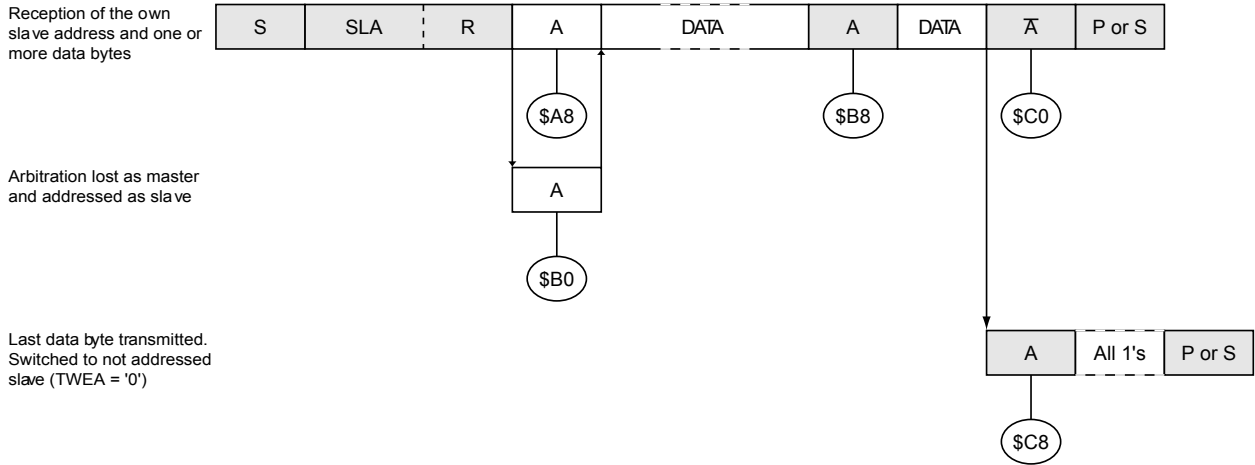 Reception of the own
slave address and one or
more data bytes
S SLA R A DATA A DATA A̅ P or S
$A8 $B8 $C0
Arbitration lost as master
and addressed as slave
A
$B0
Last data byte transmitted.
Switched to not addressed
slave (TWEA = '0')
A All 1's P or S
$C8